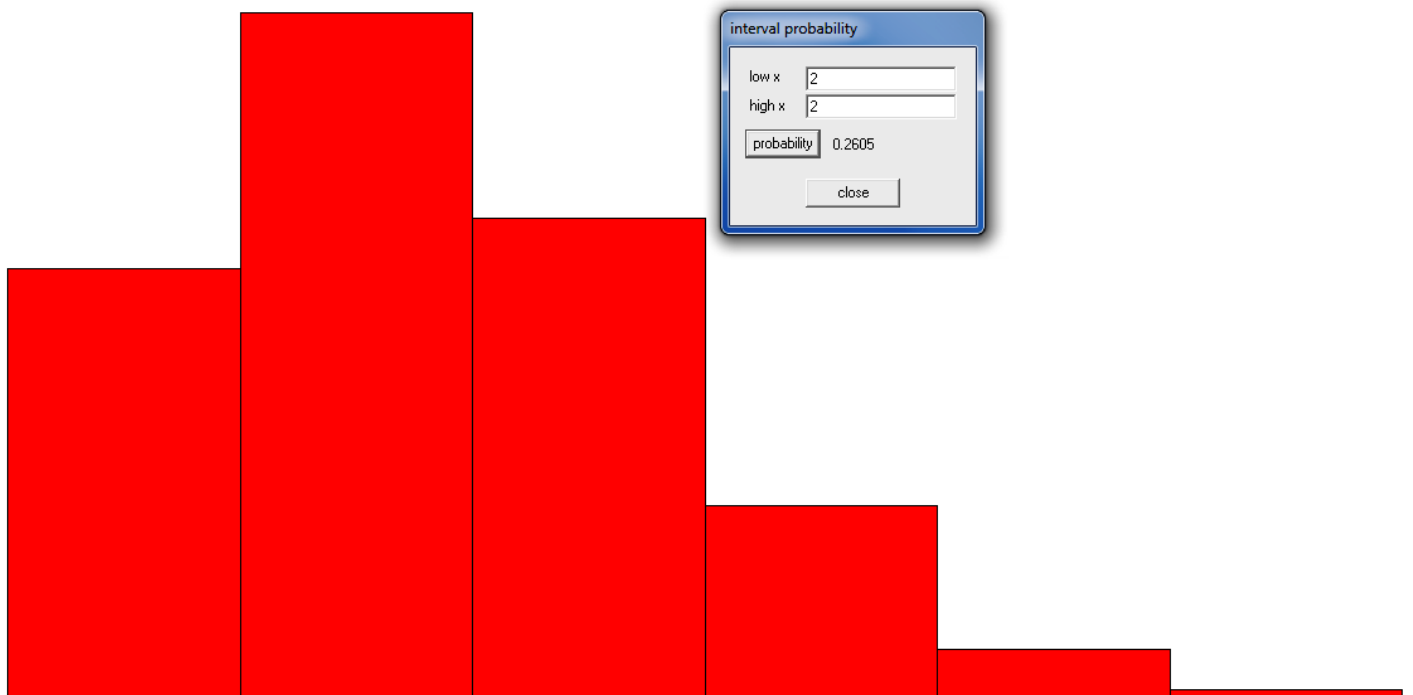 interval probability
low x 2
high x 2
probability 0.2605
close